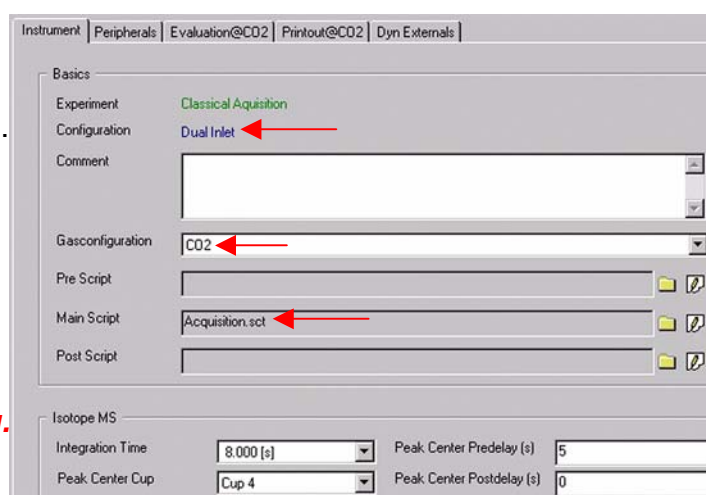 Instrument Peripherals Evaluation@CO2 Printout@CO2 Dyn Externals
Basics
Experiment Classical Aquisition
Configuration Dual Inlet
Comment
Gasconfiguration CO2
Pre Script
Main Script Acquisition.sct
Post Script
Isotope MS
Integration Time 8.000 [s] Peak Center Predelay (s) 5
Peak Center Cup Cup 4 Peak Center Postdelay (s) 0